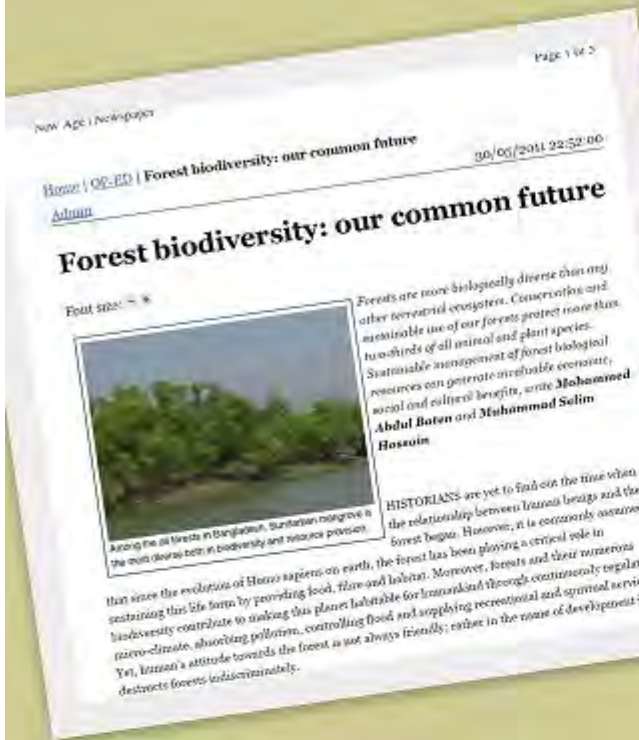 New Age | Newspaper
Page 1 of 3
Home | OP-ED | Forest biodiversity: our common future
30/05/2011 22:52:00
Admin
Forest biodiversity: our common future
Font size:
Forests are more biologically diverse than any
other terrestrial ecosystem. Conservation and
sustainable use of our forests protect more than
two-thirds of all animal and plant species.
Sustainable management of forest biological
resources can generate invaluable economic,
social and cultural benefits, write Mohammed
Abdul Baten and Muhammad Selim
Hossain
Among the all forests in Bangladesh, Sunderban mangrove is
the most diverse both in biodiversity and resource provision.
HISTORIANS are yet to find out the time when
the relationship between human beings and the
forest began. However, it is commonly
that since the evolution of Homo sapiens on earth, the forest has been playing a critical role in
sustaining this life form by providing food, fibre and habitat. Moreover, forests and their numerous
biodiversity contribute to making this planet habitable for humankind through continuously
micro-climate, absorbing pollution, controlling flood and supplying recreational and spiritual
Yet, human's attitude towards the forest is not always friendly; rather in the name of development
destructs forests indiscriminately.